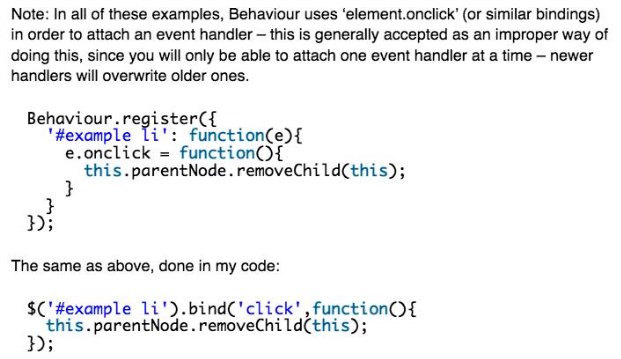 Note: In all of these examples, Behaviour uses ‘element.onclick’ (or similar bindings)
in order to attach an event handler – this is generally accepted as an improper way of
doing this, since you will only be able to attach one event handler at a time – newer
handlers will overwrite older ones.
Behaviour.register({
'#example li': function(e){
e.onclick = function(){
this.parentNode.removeChild(this);
}
}
});
The same as above, done in my code:
$('#example li').bind('click',function(){
this.parentNode.removeChild(this);
});